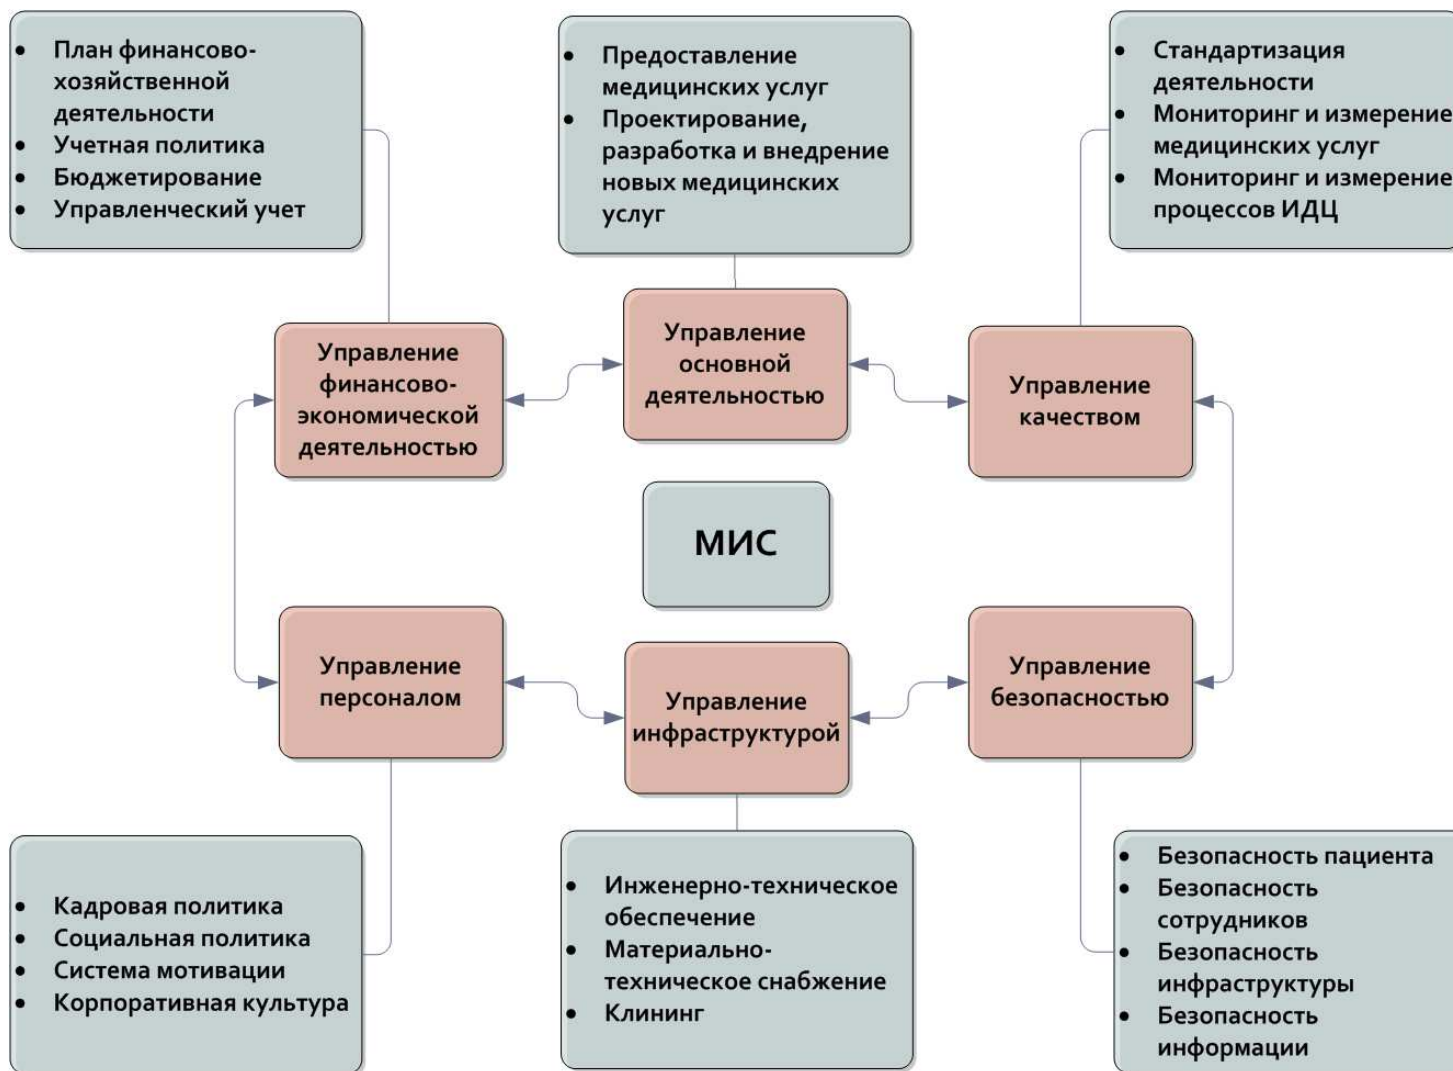 • План финансово-
хозяйственной
деятельности
• Учетная политика
• Бюджетирование
• Управленческий учет
• Предоставление
медицинских услуг
• Проектирование,
разработка и внедрение
новых медицинских
услуг
• Стандартизация
деятельности
• Мониторинг и измерение
медицинских услуг
• Мониторинг и измерение
процессов ИДЦ
Управление
финансово-
экономической
деятельностью
Управление
основной
деятельностью
Управление
качеством
МИС
Управление
персоналом
Управление
инфраструктурой
Управление
безопасностью
• Кадровая политика
• Социальная политика
• Система мотивации
• Корпоративная культура
• Инженерно-техническое
обеспечение
• Материально-
техническое снабжение
• Клининг
• Безопасность пациента
• Безопасность
сотрудников
• Безопасность
инфраструктуры
• Безопасность
информации